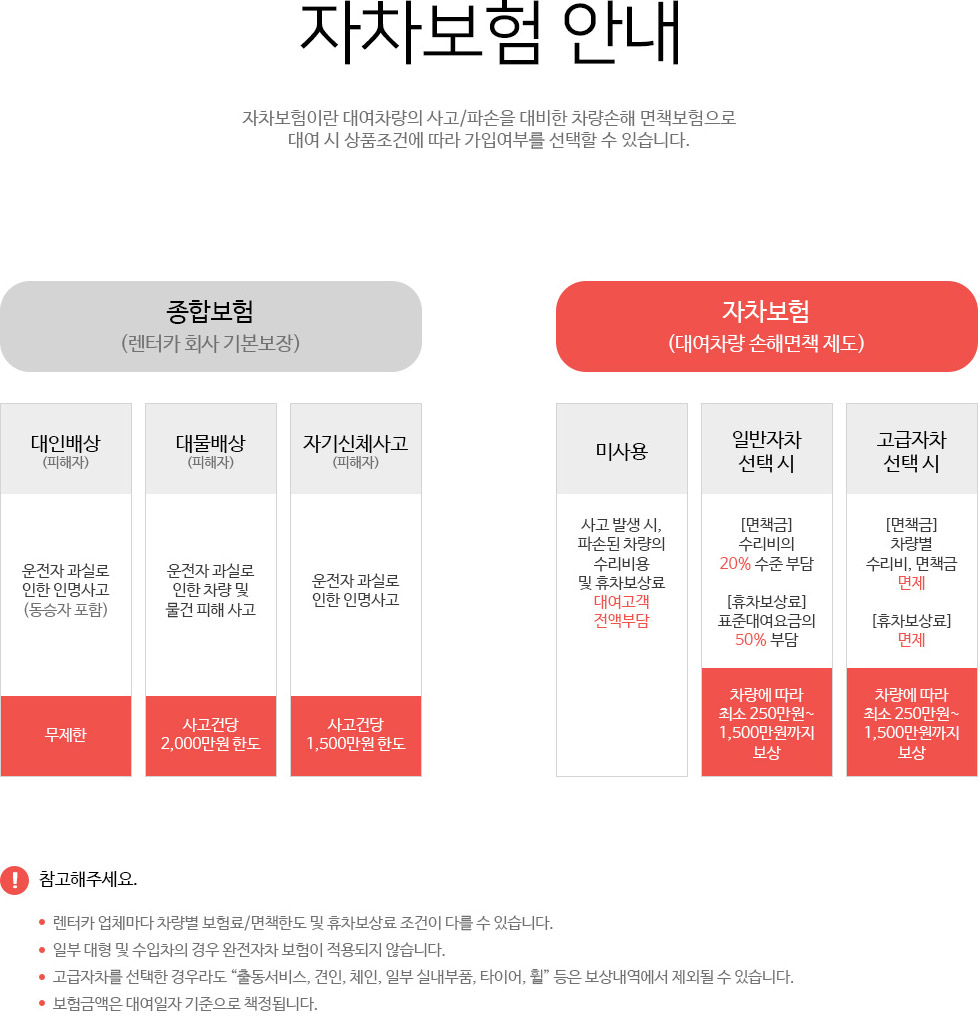 자차보험 안내
자차보험이란 대여차량의 사고/파손을 대비한 차량손해 면책보험으로
대여 시 상품조건에 따라 가입여부를 선택할 수 있습니다.
종합보험
(렌터카 회사 기본보장)
대인배상
(피해자)
운전자 과실로
인한 인명사고
(동승자 포함)
무제한
대물배상
(피해자)
운전자 과실로
인한 차량 및
물건 피해 사고
사고건당
2,000만원 한도
자기신체사고
(피해자)
운전자 과실로
인한 인명사고
사고건당
1,500만원 한도
자차보험
(대여차량 손해면책 제도)
미사용
사고 발생 시,
파손된 차량의
수리비용
및 휴차보상료
대여고객
전액부담
일반자차
선택 시
[면책금]
수리비의
20% 수준 부담
[휴차보상료]
표준대여요금의
50% 부담
차량에 따라
최소 250만원~
1,500만원까지
보상
고급자차
선택 시
[면책금]
차량별
수리비, 면책금
면제
[휴차보상료]
면제
차량에 따라
최소 250만원~
1,500만원까지
보상
! 참고해주세요.
• 렌터카 업체마다 차량별 보험료/면책한도 및 휴차보상료 조건이 다를 수 있습니다.
• 일부 대형 및 수입차의 경우 완전자차 보험이 적용되지 않습니다.
• 고급자차를 선택한 경우라도 “출동서비스, 견인, 체인, 일부 실내부품, 타이어, 휠” 등은 보상내역에서 제외될 수 있습니다.
• 보험금액은 대여일자 기준으로 책정됩니다.